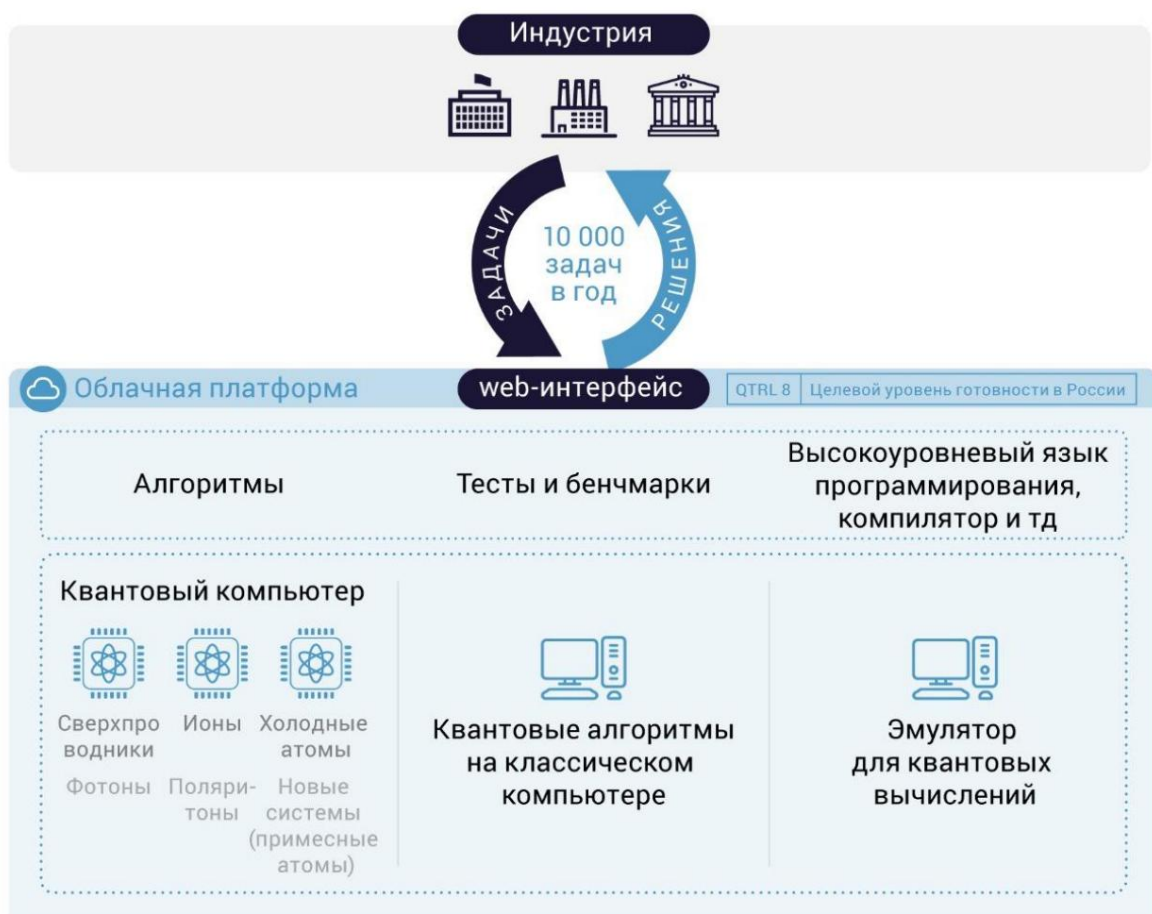 Индустрия
ЗАДАЧИ
10 000
задач
в год
РЕШЕНИЯ
Облачная платформа
web-интерфейс
QTRL 8 Целевой уровень готовности в России
Алгоритмы
Тесты и бенчмарки
Высокоуровневый язык
программирования,
компилятор и тд
Квантовый компьютер
Сверхпро
водники
Ионы
Холодные
атомы
Фотоны
Поляри-
тоны
Новые
системы
(примесные
атомы)
Квантовые алгоритмы
на классическом
компьютере
Эмулятор
для квантовых
вычислений